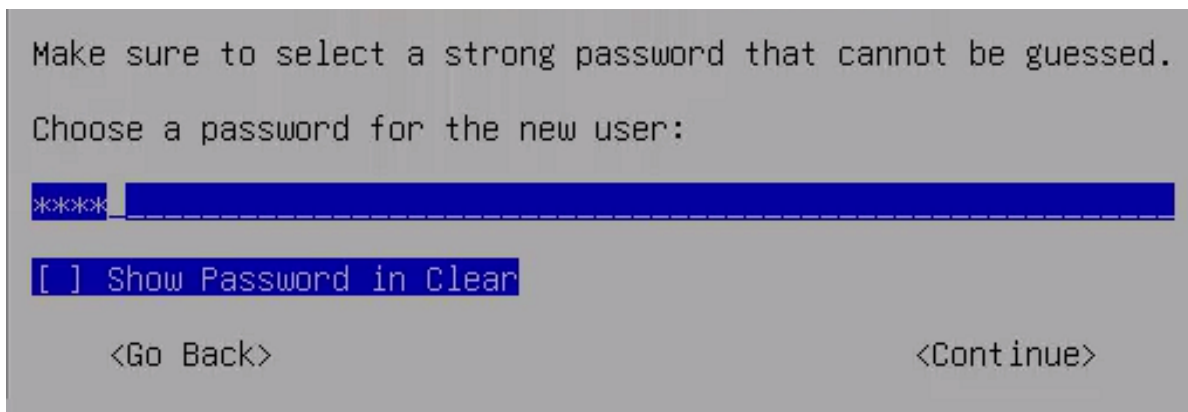 Make sure to select a strong password that cannot be guessed.
Choose a password for the new user:
****_________________________________________________________
[ ] Show Password in Clear
<Go Back> <Continue>